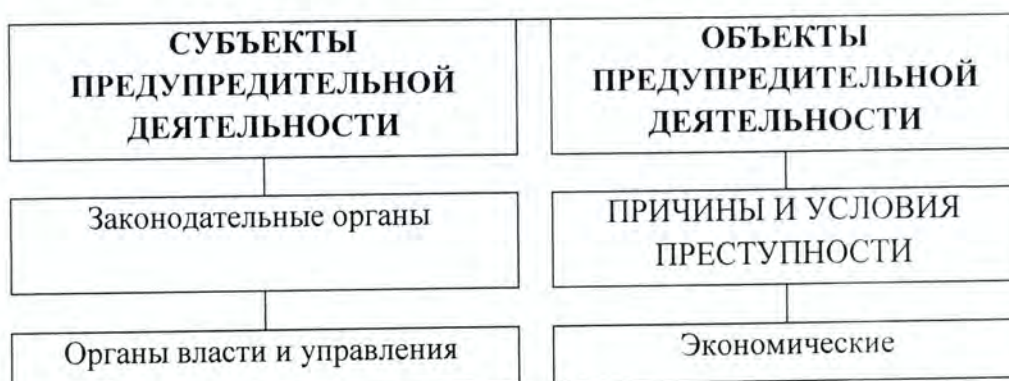 СУБЪЕКТЫ
ПРЕДУПРЕДИТЕЛЬНОЙ
ДЕЯТЕЛЬНОСТИ
Законодательные органы
Органы власти и управления
ОБЪЕКТЫ
ПРЕДУПРЕДИТЕЛЬНОЙ
ДЕЯТЕЛЬНОСТИ
ПРИЧИНЫ И УСЛОВИЯ
ПРЕСТУПНОСТИ
Экономические